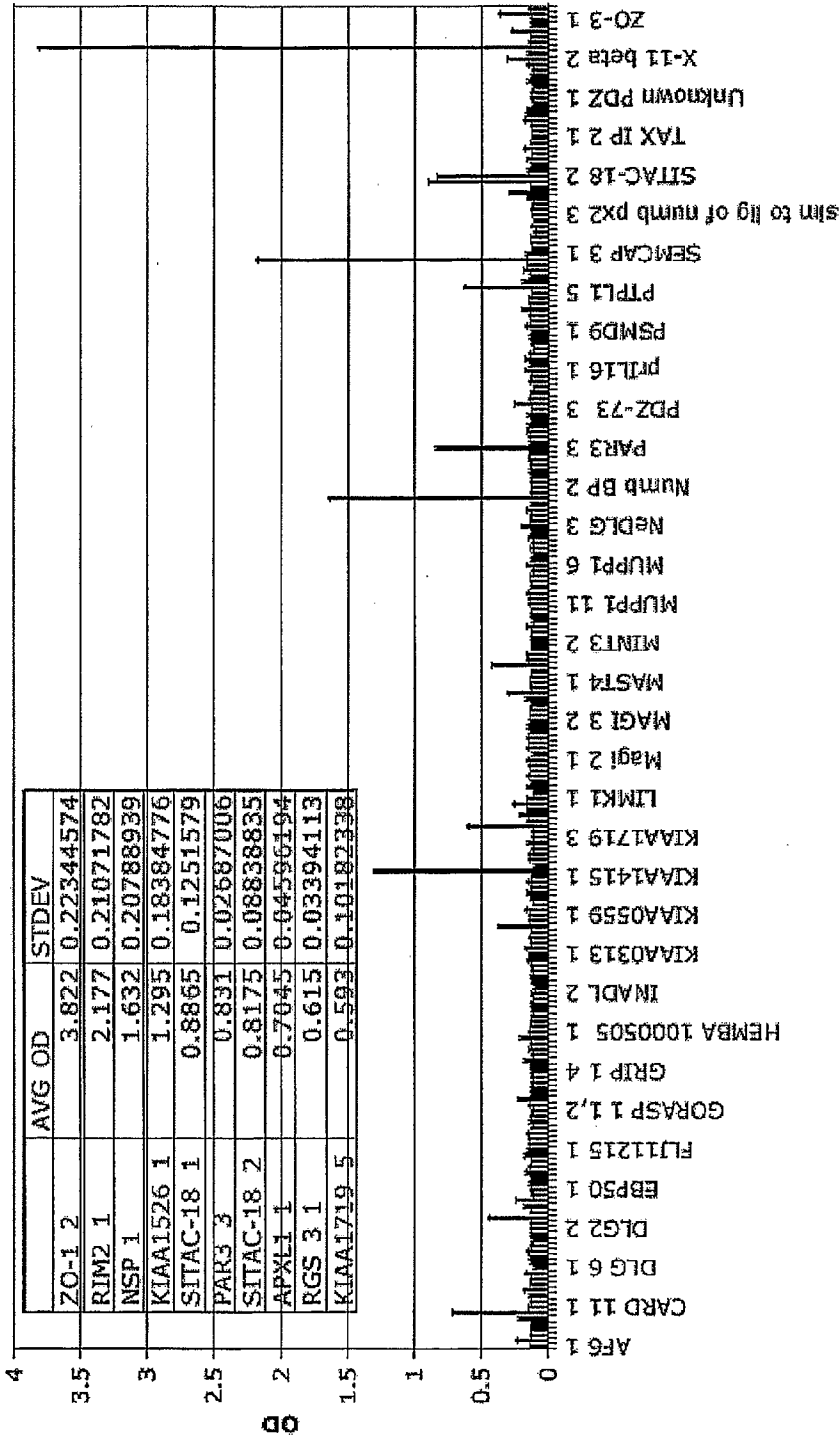 AVG OD STDEV
ZO-1 2 3.822 0.22344574
RIM2 1 2.177 0.21071782
NSP 1 1.632 0.20788939
KIAA1526 1 1.295 0.18384776
SITAC-18 1 0.8865 0.1251579
PAR3 3 0.831 0.02687006
SITAC-18 2 0.8175 0.08838835
APXL1 1 0.7045 0.04596194
RGS 3 1 0.615 0.03394113
KIAA1719 5 0.593 0.10182338
OD
4
3.5
3
2.5
2
1.5
1
0.5
0
AF6 1
CARD 11 1
DLG 6 1
DLG2 2
EBP50 1
FLJ11215 1
GORASP 1 1,2
GRIP 1 4
HEMBA 1000505 1
INADL 2
KIAA0313 1
KIAA0559 1
KIAA1415 1
KIAA1719 3
LIMK1 1
Magi 2 1
MAGI 3 2
MAST4 1
MINT3 2
MUPP1 11
MUPP1 6
NeDLG 3
Numb BP 2
PAR3 3
PDZ-73 3
prIL16 1
PSMD9 1
PTPL1 5
SEMCAP 3 1
sim to lig of numb px2 3
SITAC-18 2
TAX IP 2 1
Unknown PDZ 1
X-11 beta 2
ZO-3 1